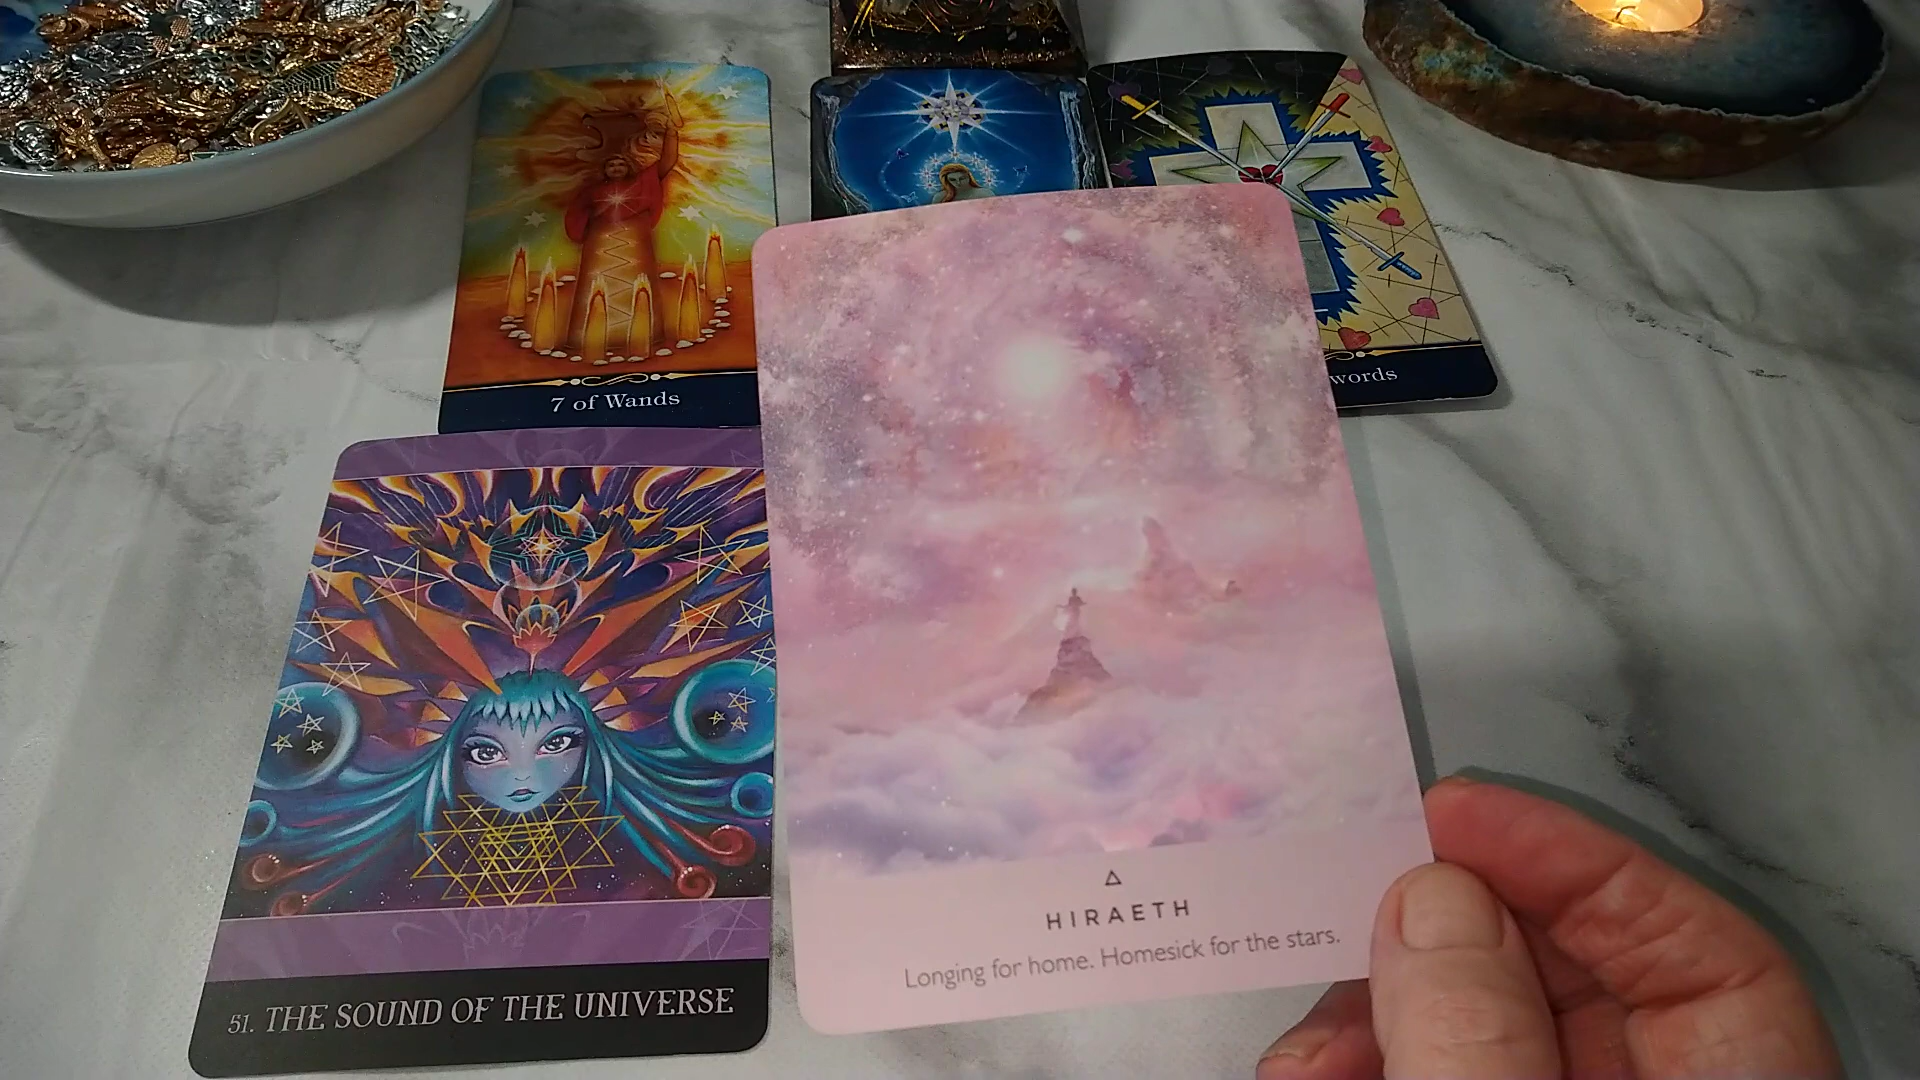 7 of Wands
words
51. THE SOUND OF THE UNIVERSE
HIRAETH
Longing for home. Homesick for the stars.